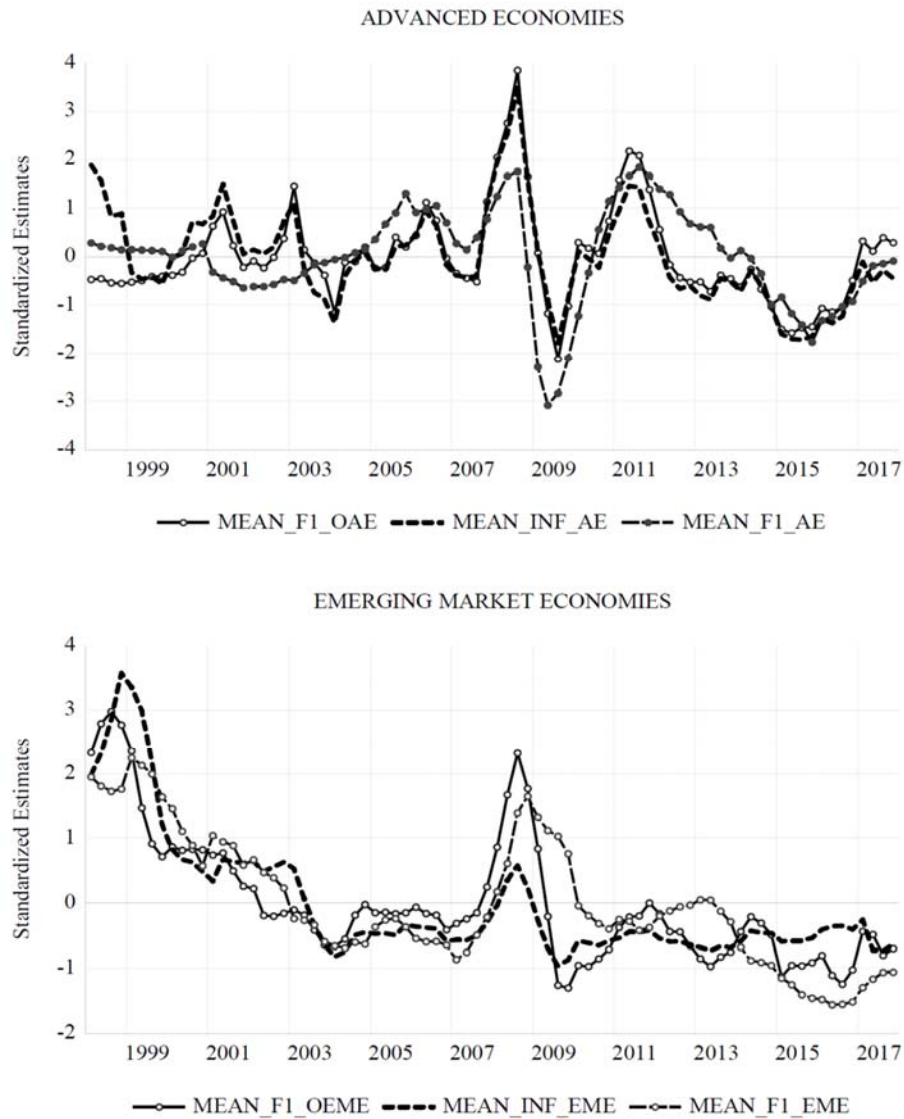 ADVANCED ECONOMIES
Standardized Estimates
4
3
2
1
0
-1
-2
-3
-4
1999 2001 2003 2005 2007 2009 2011 2013 2015 2017
MEAN_F1_OAE MEAN_INF_AE MEAN_F1_AE
EMERGING MARKET ECONOMIES
Standardized Estimates
4
3
2
1
0
-1
-2
1999 2001 2003 2005 2007 2009 2011 2013 2015 2017
MEAN_F1_OEME MEAN_INF_EME MEAN_F1_EME